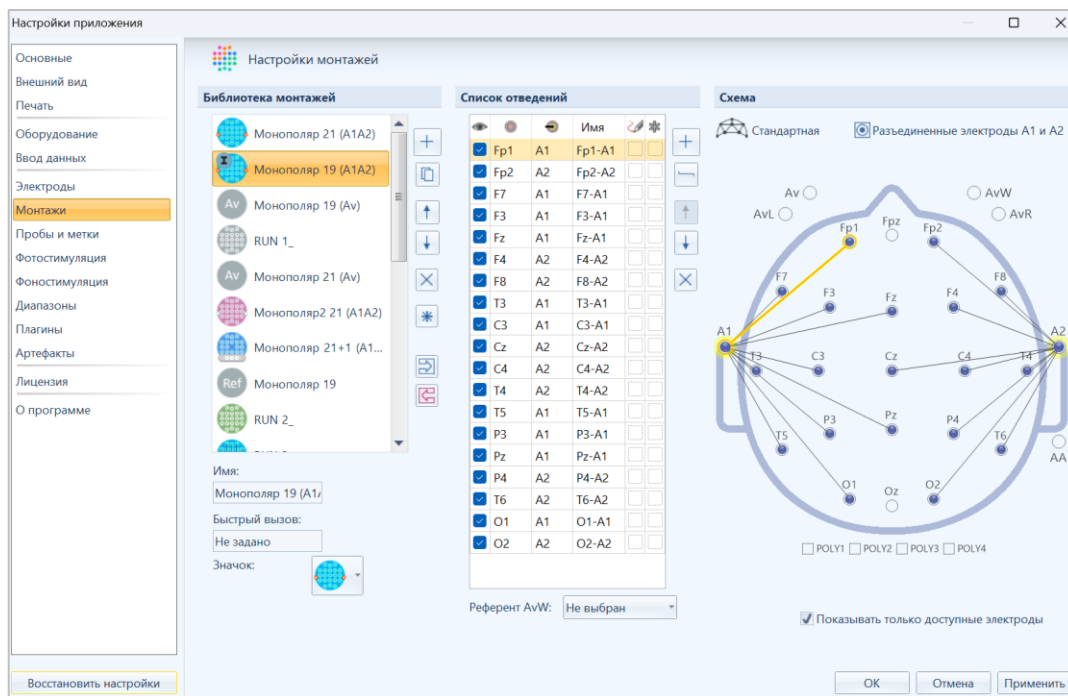 Настройки приложения
Основные
Внешний вид
Печать
Оборудование
Ввод данных
Электроды
Монтажи
Пробы и метки
Фотостимуляция
Фоностимуляция
Диапазоны
Плагины
Артефакты
Лицензия
О программе
Восстановить настройки
Настройки монтажей
Библиотека монтажей
Монополяр 21 (A1A2)
Монополяр 19 (A1A2)
Av Монополяр 19 (Av)
RUN 1_
Av Монополяр 21 (Av)
Монополяр2 21 (A1A2)
Монополяр 21+1 (A1...
Ref Монополяр 19
RUN 2_
Имя:
Монополяр 19 (A1/
Быстрый вызов:
Не задано
Значок:
Список отведений
Имя
Fp1 A1 Fp1-A1
Fp2 A2 Fp2-A2
F7 A1 F7-A1
F3 A1 F3-A1
Fz A1 Fz-A1
F4 A2 F4-A2
F8 A2 F8-A2
T3 A1 T3-A1
C3 A1 C3-A1
Cz A2 Cz-A2
C4 A2 C4-A2
T4 A2 T4-A2
T5 A1 T5-A1
P3 A1 P3-A1
Pz A1 Pz-A1
P4 A2 P4-A2
T6 A2 T6-A2
O1 A1 O1-A1
O2 A2 O2-A2
Референт AvW: Не выбран
Схема
Стандартная Разъединенные электроды A1 и A2
Av AvW
AvL AvR
Fp1 Fpz Fp2
F7 F3 Fz F4 F8
A1 A2
T3 C3 Cz C4 T4
T5 P3 Pz P4 T6
AA
O1 Oz O2
POLY1 POLY2 POLY3 POLY4
Показывать только доступные электроды
ОК Отмена Применить